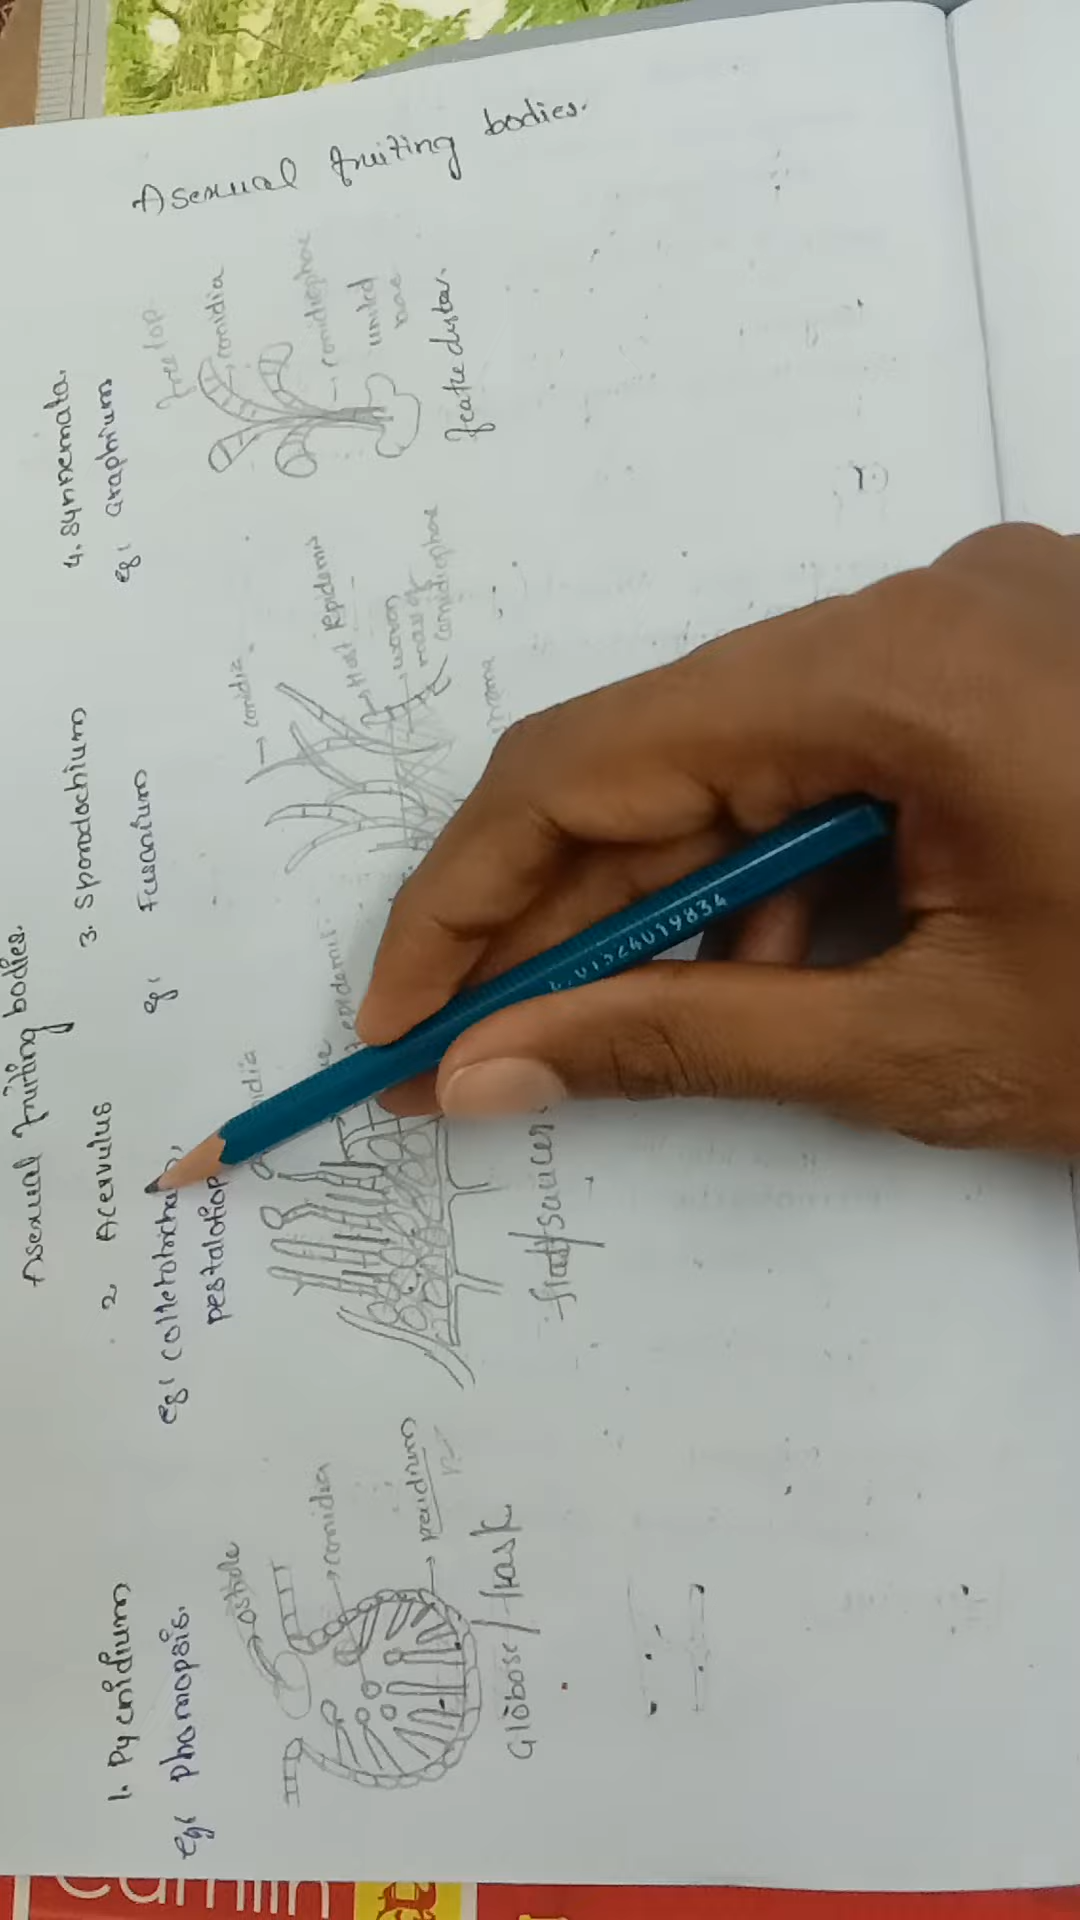 Asexual fruiting bodies.
1. Pycnidium
eg: Phomopsis.
ostiole
conidia
Globose/flask
2 Acervulus
eg: colletotrichum,
pestalotiop
epidermis
flat/saucer
3. Sporodochium
eg: Fusarium
conidia
Host Epidermis
woven
mass of
conidiophore
4. Synnemata.
eg: Graphium
free top.
conidia
conidiophore
united
base
feather duster.
Asexual fruiting bodies.
Camlin